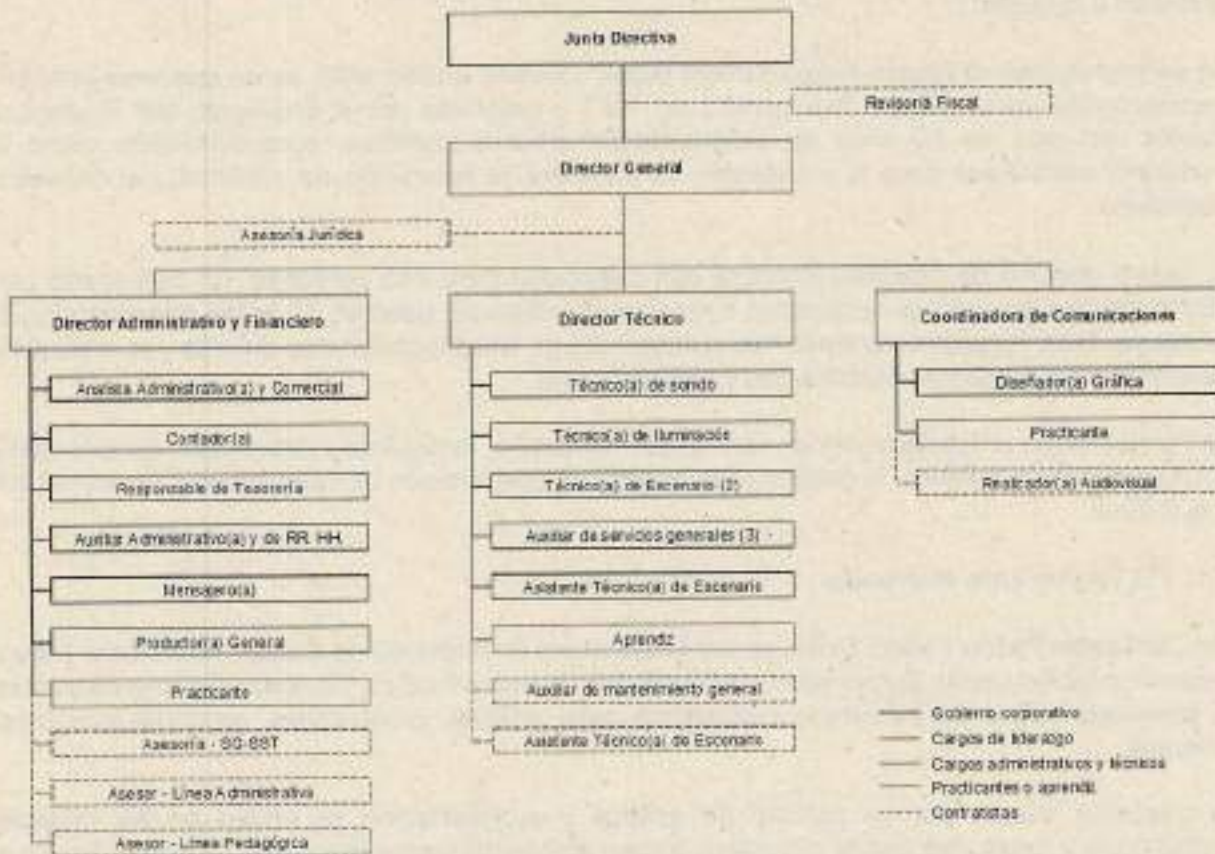 Junta Directiva
Revisoría Fiscal
Director General
Asesoría Jurídica
Director Administrativo y Financiero
Analista Administrativo(a) y Comercial
Contador(a)
Responsable de Tesorería
Auxiliar Administrativo(a) y de RR. HH.
Mensajero(a)
Productor(a) General
Practicante
Asesoría - SG-SST
Asesor - Línea Administrativa
Asesor - Línea Pedagógica
Director Técnico
Técnico(a) de sonido
Técnico(a) de Iluminación
Técnico(a) de Escenario (2)
Auxiliar de servicios generales (3) -
Asistente Técnico(a) de Escenario
Aprendiz
Auxiliar de mantenimiento general
Asistente Técnico(a) de Escenario
Coordinadora de Comunicaciones
Diseñador(a) Gráfica
Practicante
Realizador(a) Audiovisual
Gobierno corporativo
Cargos de liderazgo
Cargos administrativos y técnicos
Practicantes o aprendiz
Contratistas